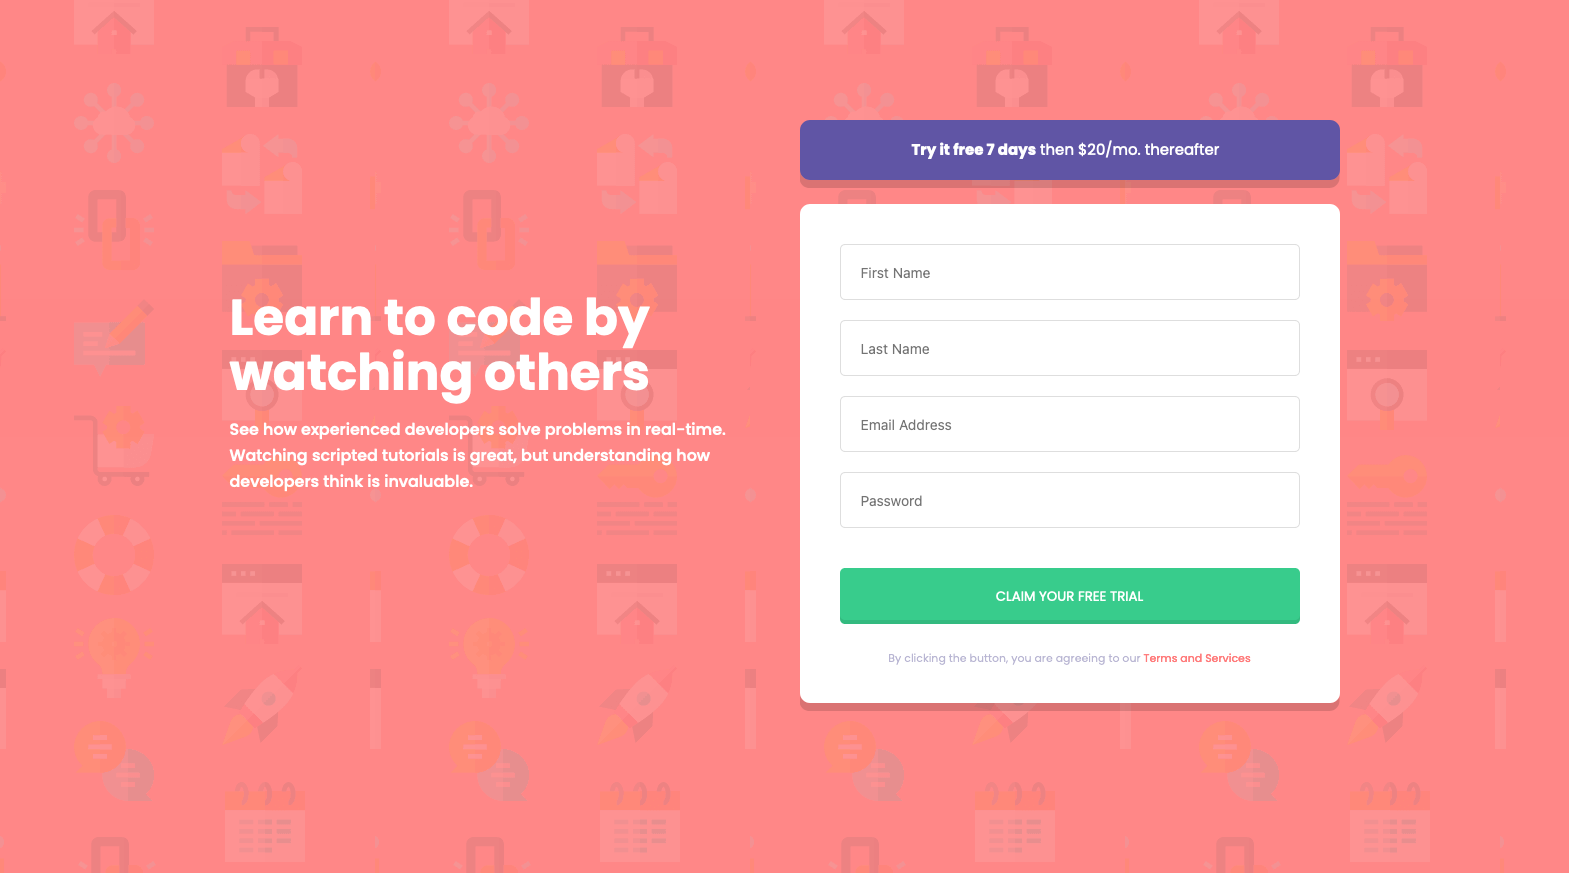 Learn to code by
watching others
See how experienced developers solve problems in real-time.
Watching scripted tutorials is great, but understanding how
developers think is invaluable.
Try it free 7 days then $20/mo. thereafter
First Name
Last Name
Email Address
Password
CLAIM YOUR FREE TRIAL
By clicking the button, you are agreeing to our Terms and Services